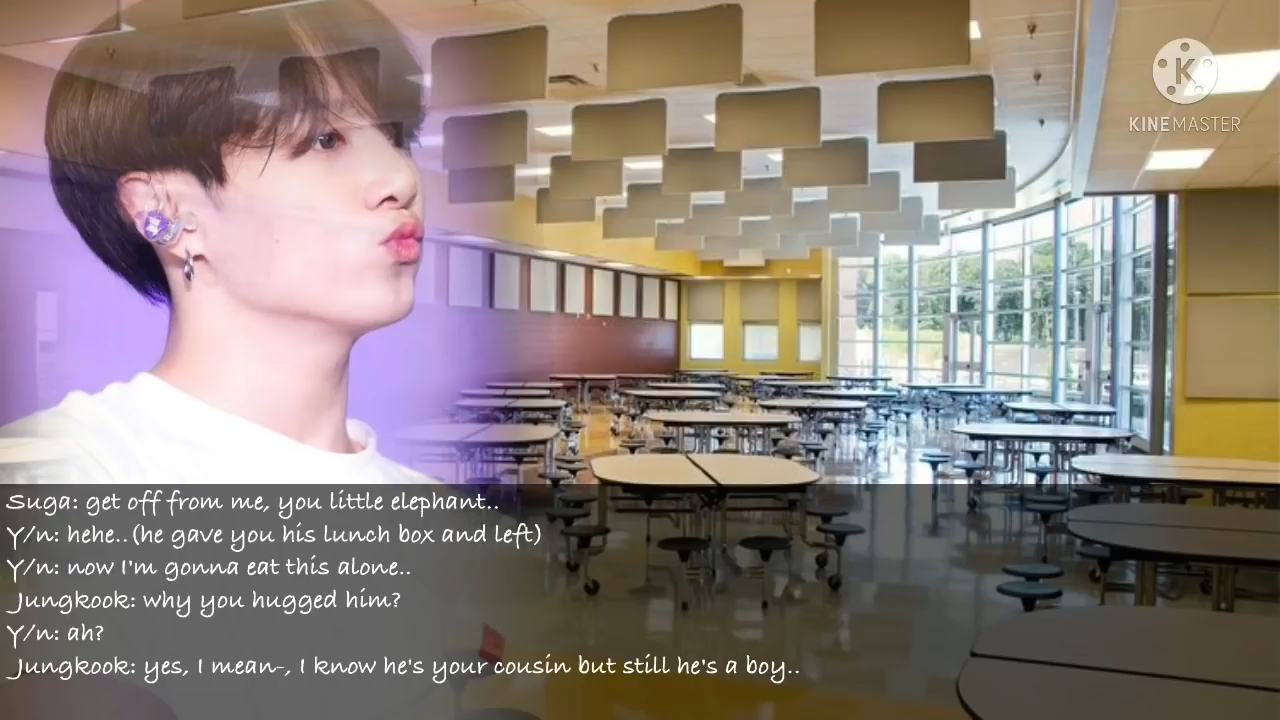 KINEMASTER
Suga: get off from me, you little elephant..
Y/n: hehe..(he gave you his lunch box and left)
Y/n: now I'm gonna eat this alone..
Jungkook: why you hugged him?
Y/n: ah?
Jungkook: yes, I mean-, I know he's your cousin but still he's a boy..